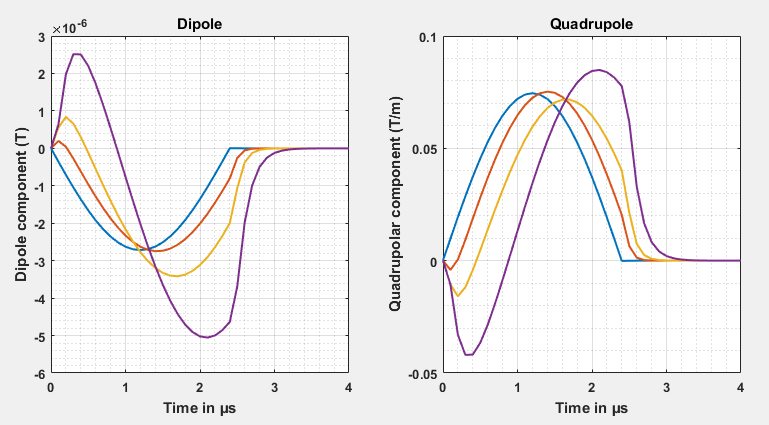 Dipole
×10⁻⁶
3
2
1
0
-1
-2
-3
-4
-5
-6
Dipole component (T)
0 1 2 3 4
Time in µs
Quadrupole
0.1
0.05
0
-0.05
Quadrupolar component (T/m)
0 1 2 3 4
Time in µs